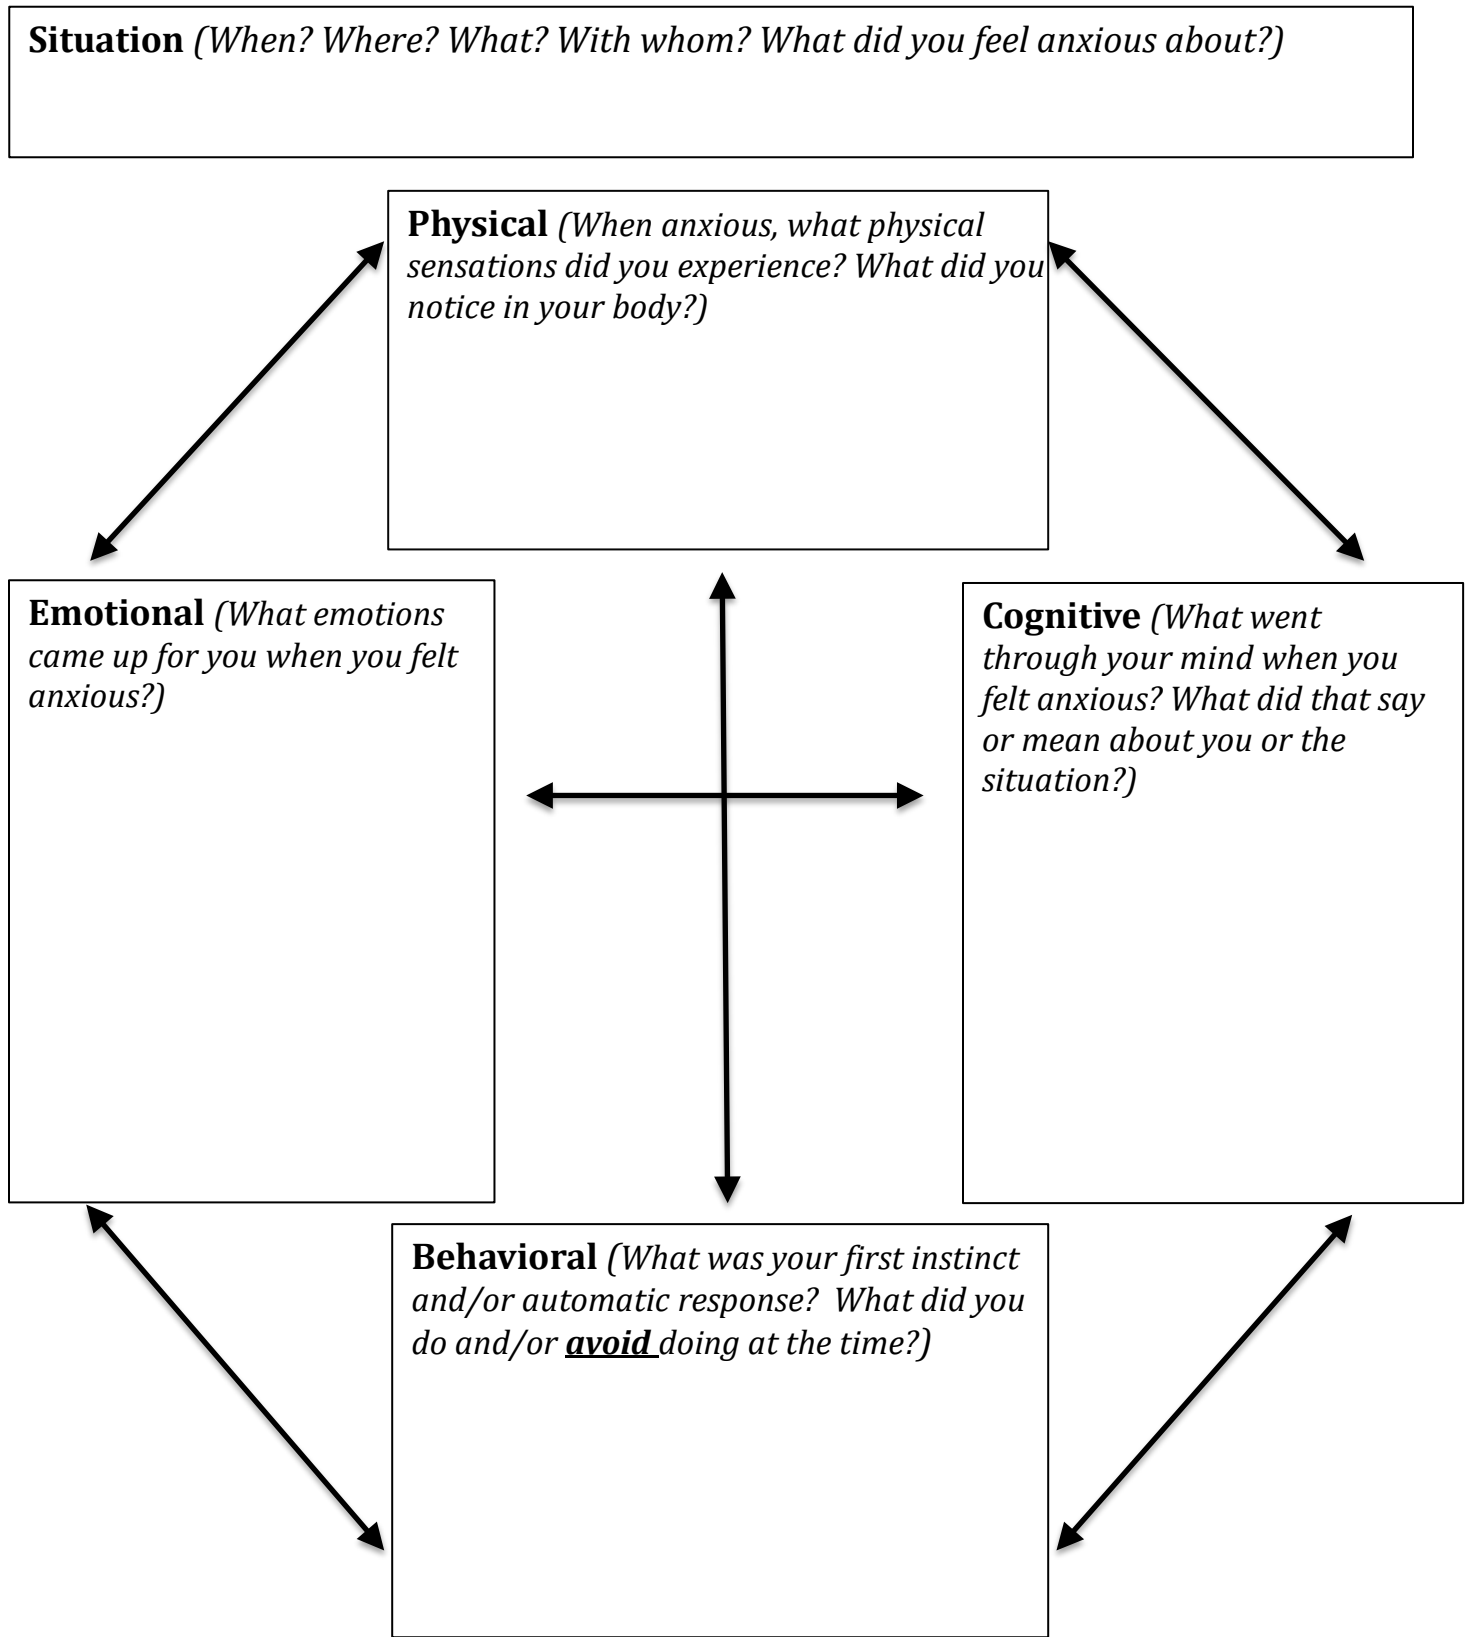 Situation (When? Where? What? With whom? What did you feel anxious about?)
Physical (When anxious, what physical
sensations did you experience? What did you
notice in your body?)
Emotional (What emotions
came up for you when you felt
anxious?)
Cognitive (What went
through your mind when you
felt anxious? What did that say
or mean about you or the
situation?)
Behavioral (What was your first instinct
and/or automatic response?  What did you
do and/or avoid doing at the time?)